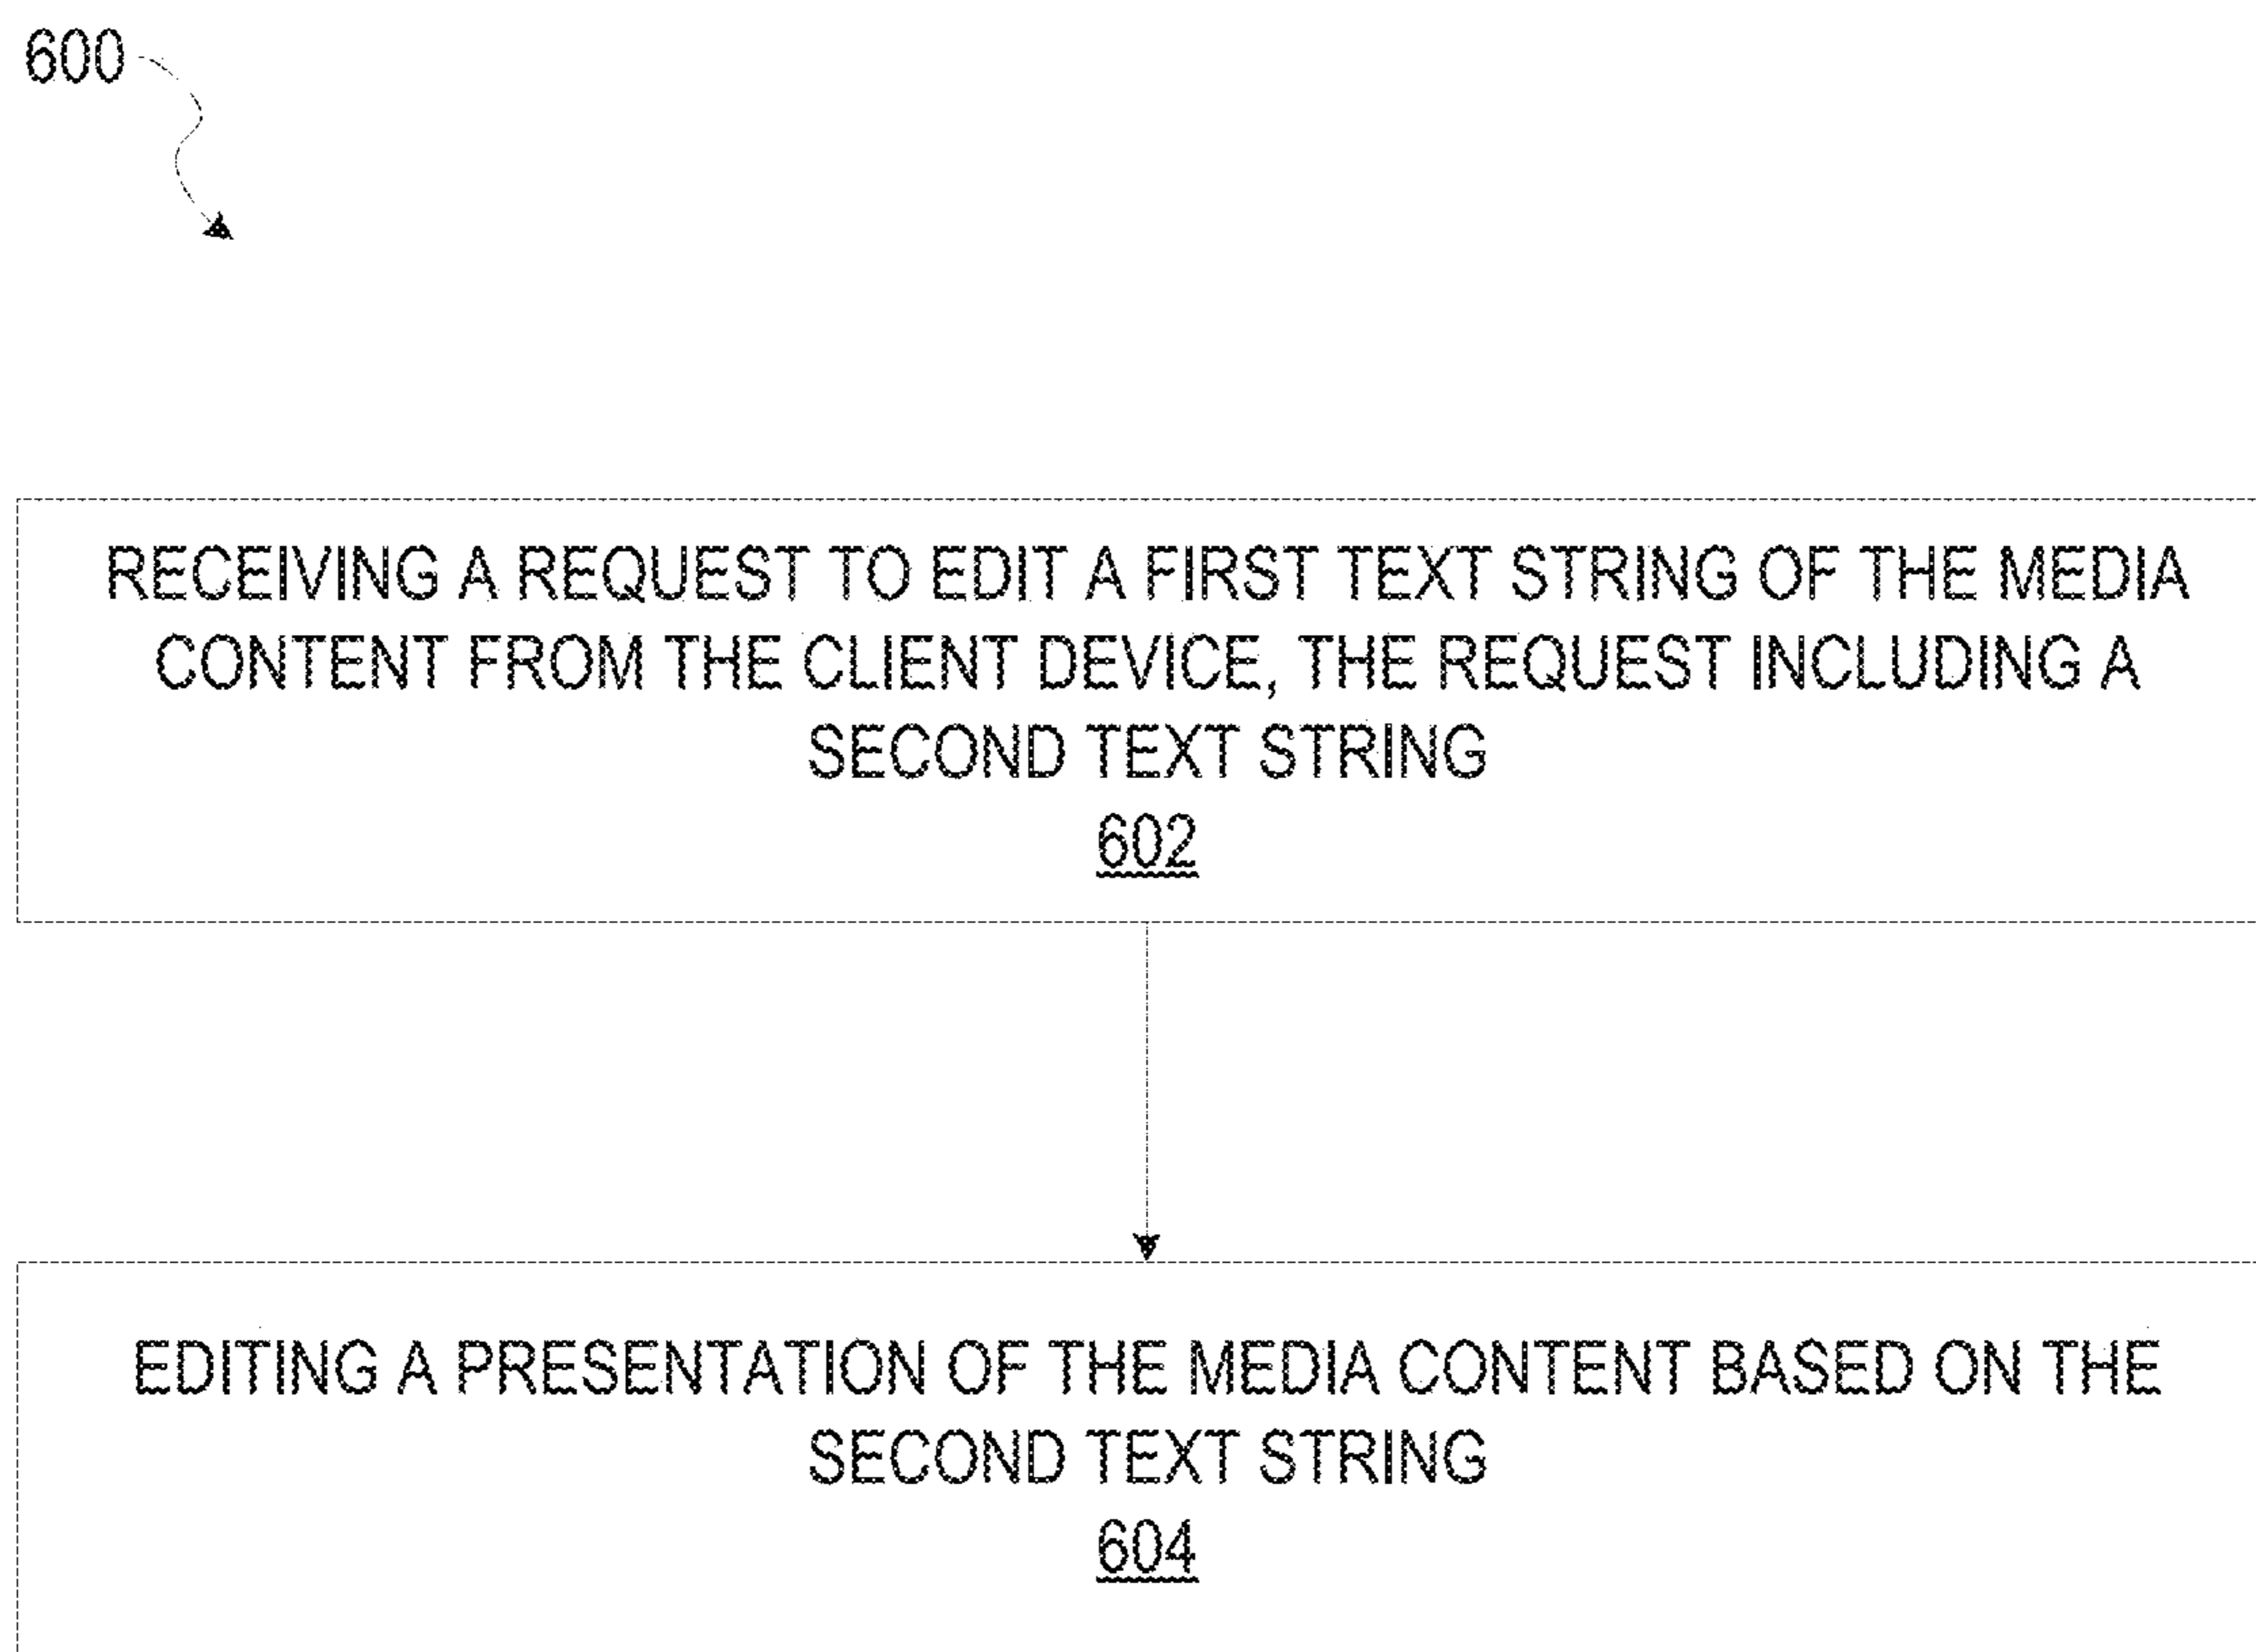 600
RECEIVING A REQUEST TO EDIT A FIRST TEXT STRING OF THE MEDIA
CONTENT FROM THE CLIENT DEVICE, THE REQUEST INCLUDING A
SECOND TEXT STRING
602
EDITING A PRESENTATION OF THE MEDIA CONTENT BASED ON THE
SECOND TEXT STRING
604